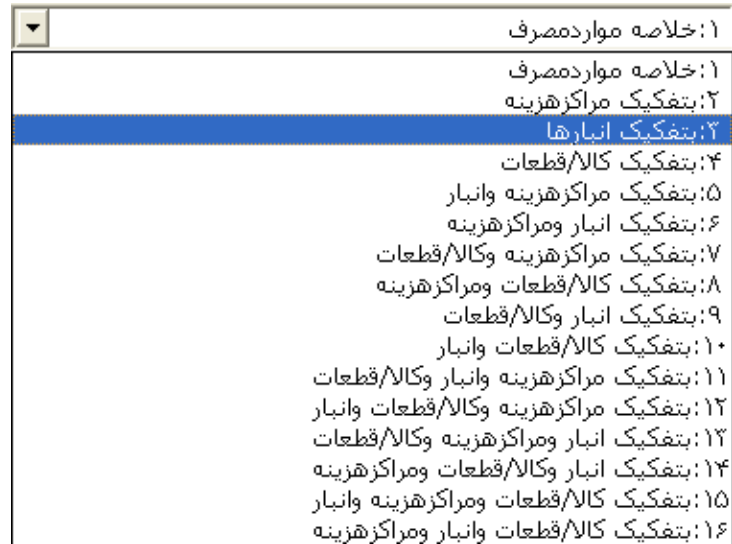 ۱:خلاصه مواردمصرف
۱:خلاصه مواردمصرف
۲:بتفکیک مراکزهزینه
۳:بتفکیک انبارها
۴:بتفکیک کالا/قطعات
۵:بتفکیک مراکزهزینه وانبار
۶:بتفکیک انبار ومراکزهزینه
۷:بتفکیک مراکزهزینه وکالا/قطعات
۸:بتفکیک کالا/قطعات ومراکزهزینه
۹:بتفکیک انبار وکالا/قطعات
۱۰:بتفکیک کالا/قطعات وانبار
۱۱:بتفکیک مراکزهزینه وانبار وکالا/قطعات
۱۲:بتفکیک مراکزهزینه وکالا/قطعات وانبار
۱۳:بتفکیک انبار ومراکزهزینه وکالا/قطعات
۱۴:بتفکیک انبار وکالا/قطعات ومراکزهزینه
۱۵:بتفکیک کالا/قطعات ومراکزهزینه وانبار
۱۶:بتفکیک کالا/قطعات وانبار ومراکزهزینه